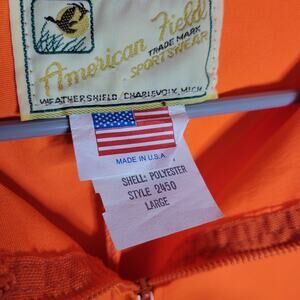 American Field
TRADE MARK
SPORTSWEAR
WEATHERSHIELD / CHARLEVOIX, MICH
MADE IN U.S.A.
SHELL: POLYESTER
STYLE 2450
LARGE